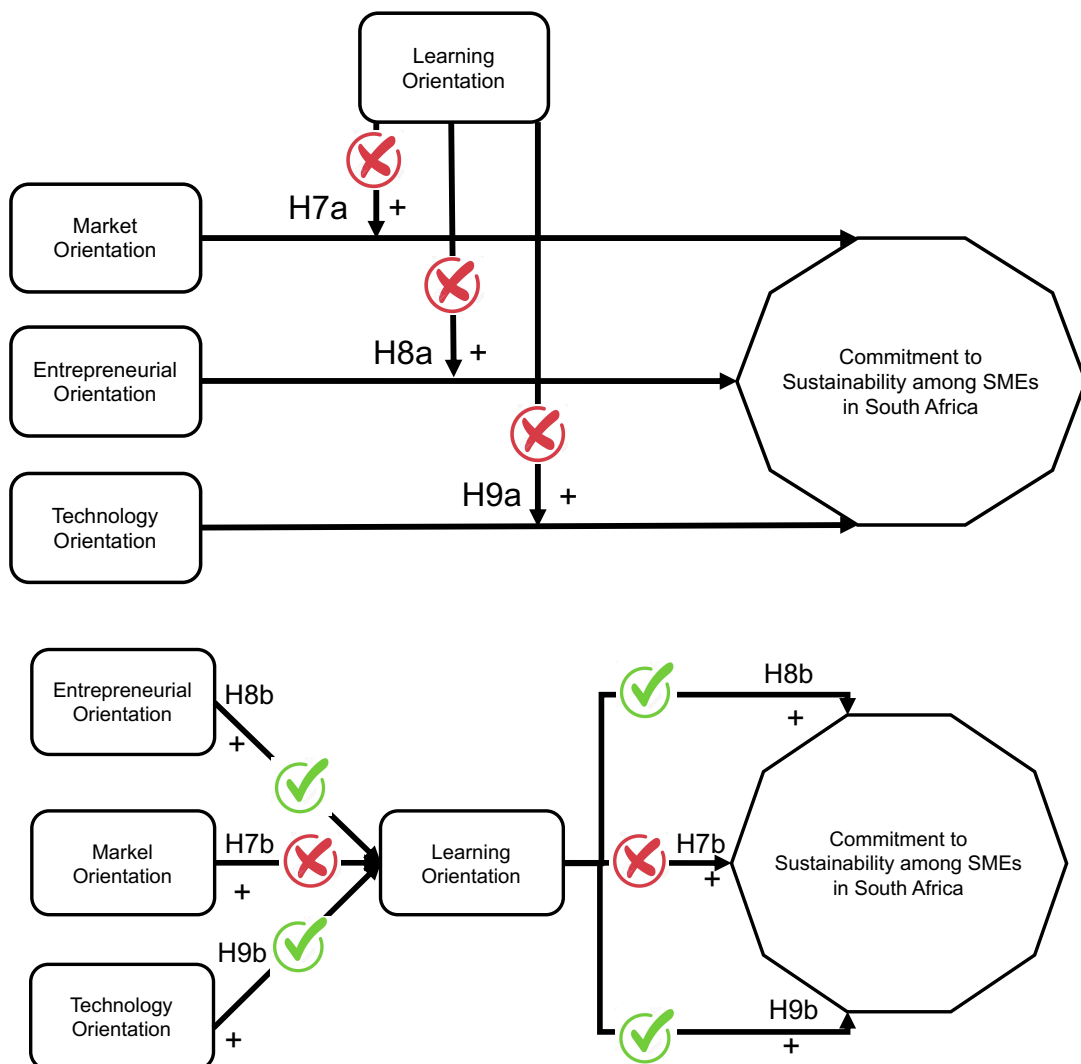 Learning
Orientation
Market
Orientation
H7a +
Entrepreneurial
Orientation
H8a +
Commitment to
Sustainability among SMEs
in South Africa
Technology
Orientation
H9a +
Entrepreneurial
Orientation
H8b
+
H8b
+
Markel
Orientation
H7b
+
Learning
Orientation
H7b
+
Commitment to
Sustainability among SMEs
in South Africa
Technology
Orientation
H9b
+
H9b
+